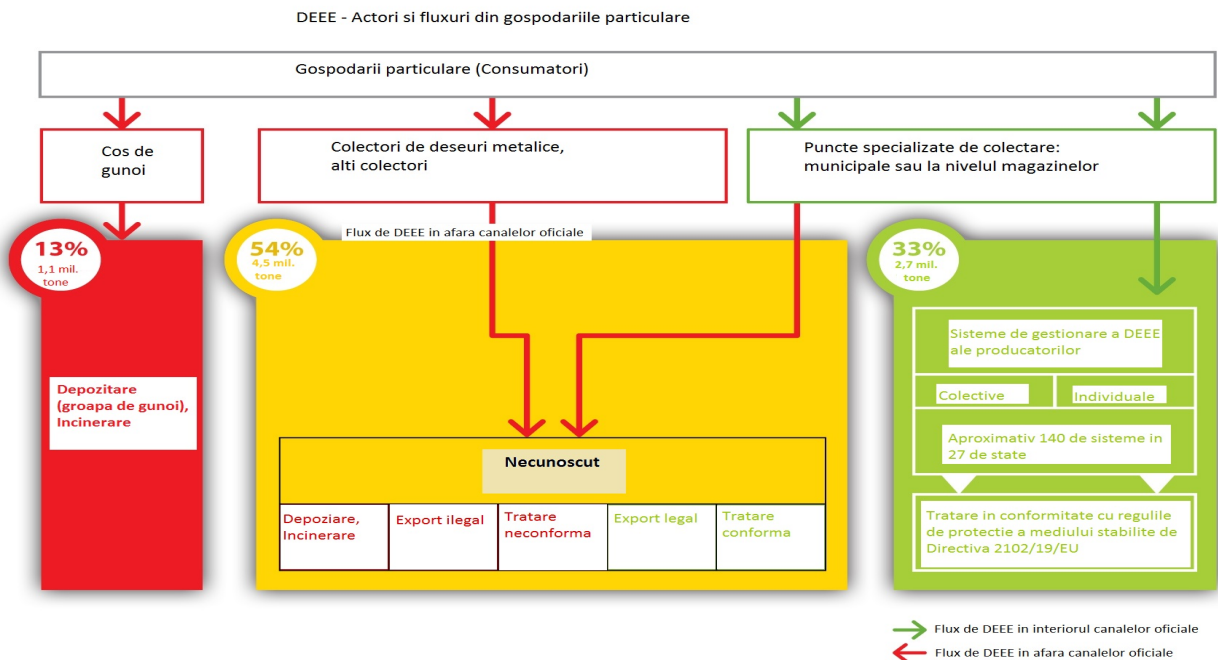 DEEE - Actori si fluxuri din gospodariile particulare
Gospodarii particulare (Consumatori)
Cos de
gunoi
Colectori de deseuri metalice,
alti colectori
Puncte specializate de colectare:
municipale sau la nivelul magazinelor
Flux de DEEE in afara canalelor oficiale
13%
1,1 mil.
tone
54%
4,5 mil.
tone
33%
2,7 mil.
tone
Depozitare
(groapa de gunoi),
Incinerare
Necunoscut
Depoziare,
Incinerare
Export ilegal
Tratare
neconforma
Export legal
Tratare
conforma
Sisteme de gestionare a DEEE
ale producatorilor
Colective
Individuale
Aproximativ 140 de sisteme in
27 de state
Tratare in conformitate cu regulile
de protectie a mediului stabilite de
Directiva 2102/19/EU
Flux de DEEE in interiorul canalelor oficiale
Flux de DEEE in afara canalelor oficiale